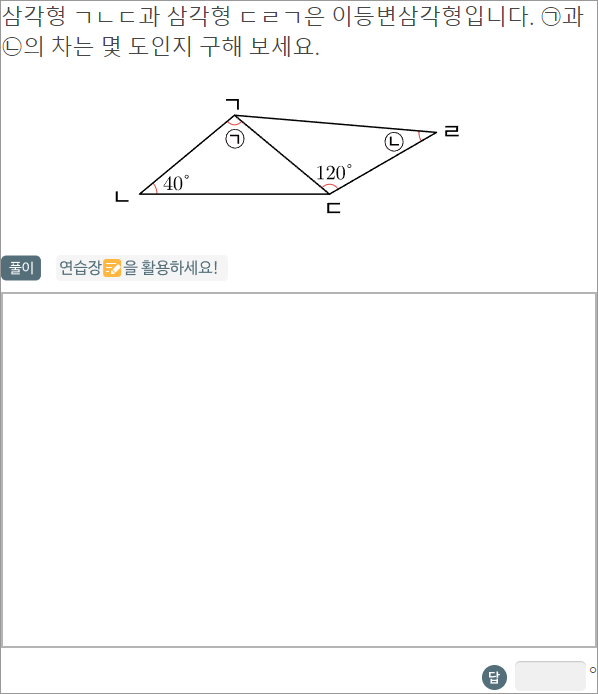 삼각형 ㄱㄴㄷ과 삼각형 ㄷㄹㄱ은 이등변삼각형입니다. ㉠과
㉡의 차는 몇 도인지 구해 보세요.
ㄱ
㉠
㉡
ㄹ
120°
40°
ㄴ
ㄷ
풀이 연습장을 활용하세요!
답 °